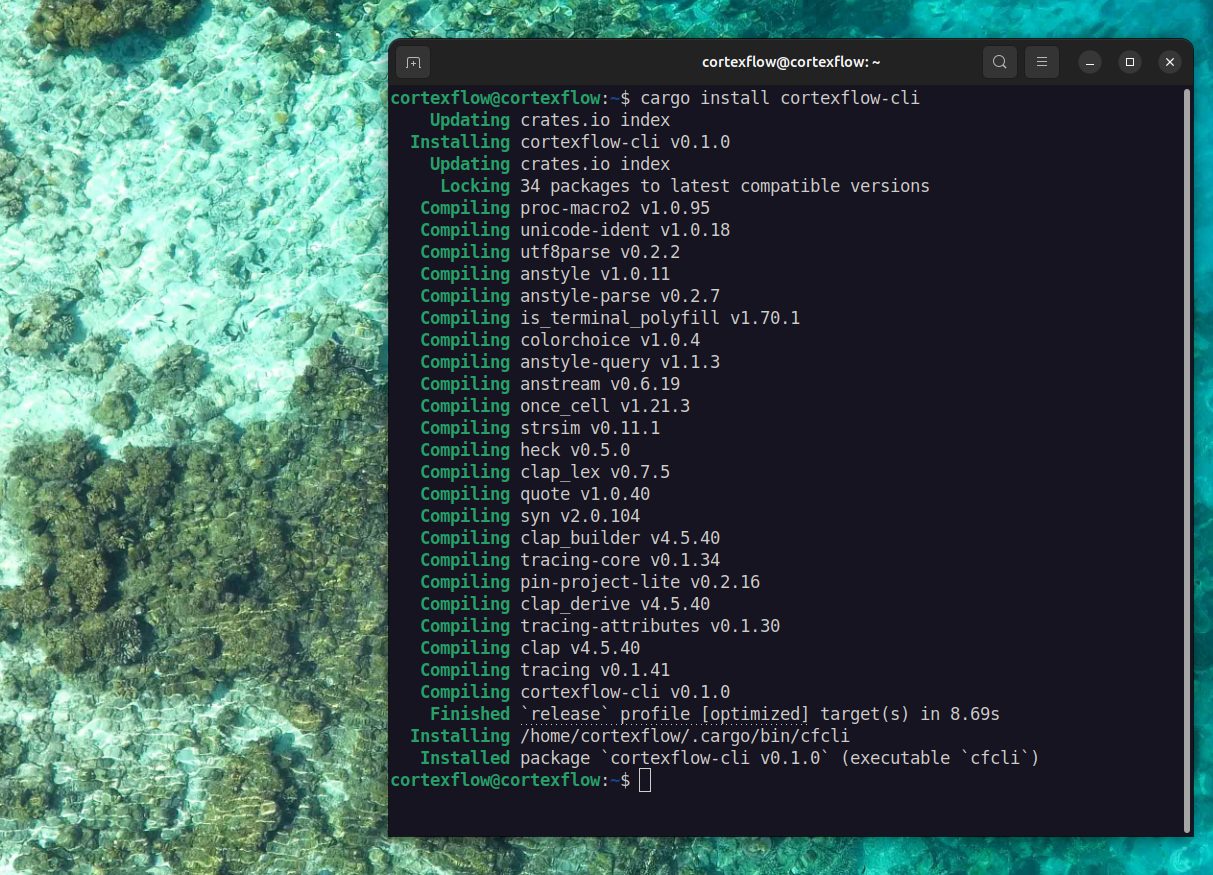 cortexflow@cortexflow: ~
cortexflow@cortexflow:~$ cargo install cortexflow-cli
Updating crates.io index
Installing cortexflow-cli v0.1.0
Updating crates.io index
Locking 34 packages to latest compatible versions
Compiling proc-macro2 v1.0.95
Compiling unicode-ident v1.0.18
Compiling utf8parse v0.2.2
Compiling anstyle v1.0.11
Compiling anstyle-parse v0.2.7
Compiling is_terminal_polyfill v1.70.1
Compiling colorchoice v1.0.4
Compiling anstyle-query v1.1.3
Compiling anstream v0.6.19
Compiling once_cell v1.21.3
Compiling strsim v0.11.1
Compiling heck v0.5.0
Compiling clap_lex v0.7.5
Compiling quote v1.0.40
Compiling syn v2.0.104
Compiling clap_builder v4.5.40
Compiling tracing-core v0.1.34
Compiling pin-project-lite v0.2.16
Compiling clap_derive v4.5.40
Compiling tracing-attributes v0.1.30
Compiling clap v4.5.40
Compiling tracing v0.1.41
Compiling cortexflow-cli v0.1.0
Finished `release` profile [optimized] target(s) in 8.69s
Installing /home/cortexflow/.cargo/bin/cfcli
Installed package `cortexflow-cli v0.1.0` (executable `cfcli`)
cortexflow@cortexflow:~$